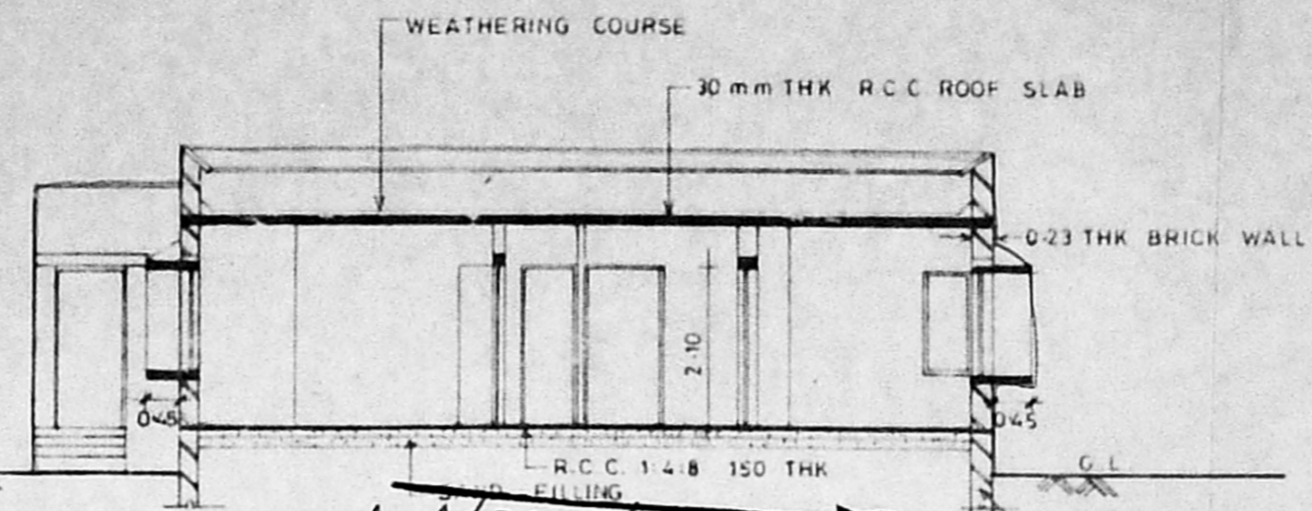 WEATHERING COURSE
30 mm THK R.C.C. ROOF SLAB
0.23 THK BRICK WALL
2.10
0.45
0.45
R.C.C. 1:4:8 150 THK
G.L.
SAND FILLING